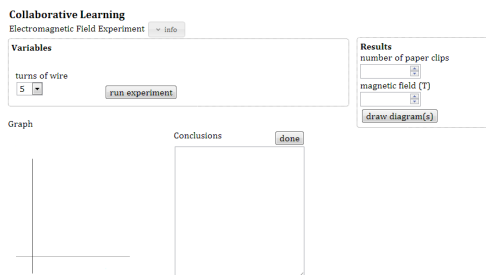 Collaborative Learning
Electromagnetic Field Experiment
info
Variables
turns of wire
5
run experiment
Results
number of paper clips
magnetic field (T)
draw diagram(s)
Graph
Conclusions
done